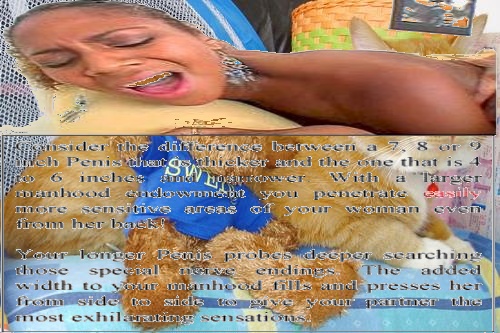 Consider the difference between a 7, 8 or 9
inch Penis that is thicker and the one that is 4
to 6 inches and narrower. With a larger
manhood endowment you penetrate easily
more sensitive areas of your woman even
from her back!
Your longer Penis probes deeper searching
those special nerve endings. The added
width to your manhood fills and presses her
from side to side to give your partner the
most exhilarating sensations.